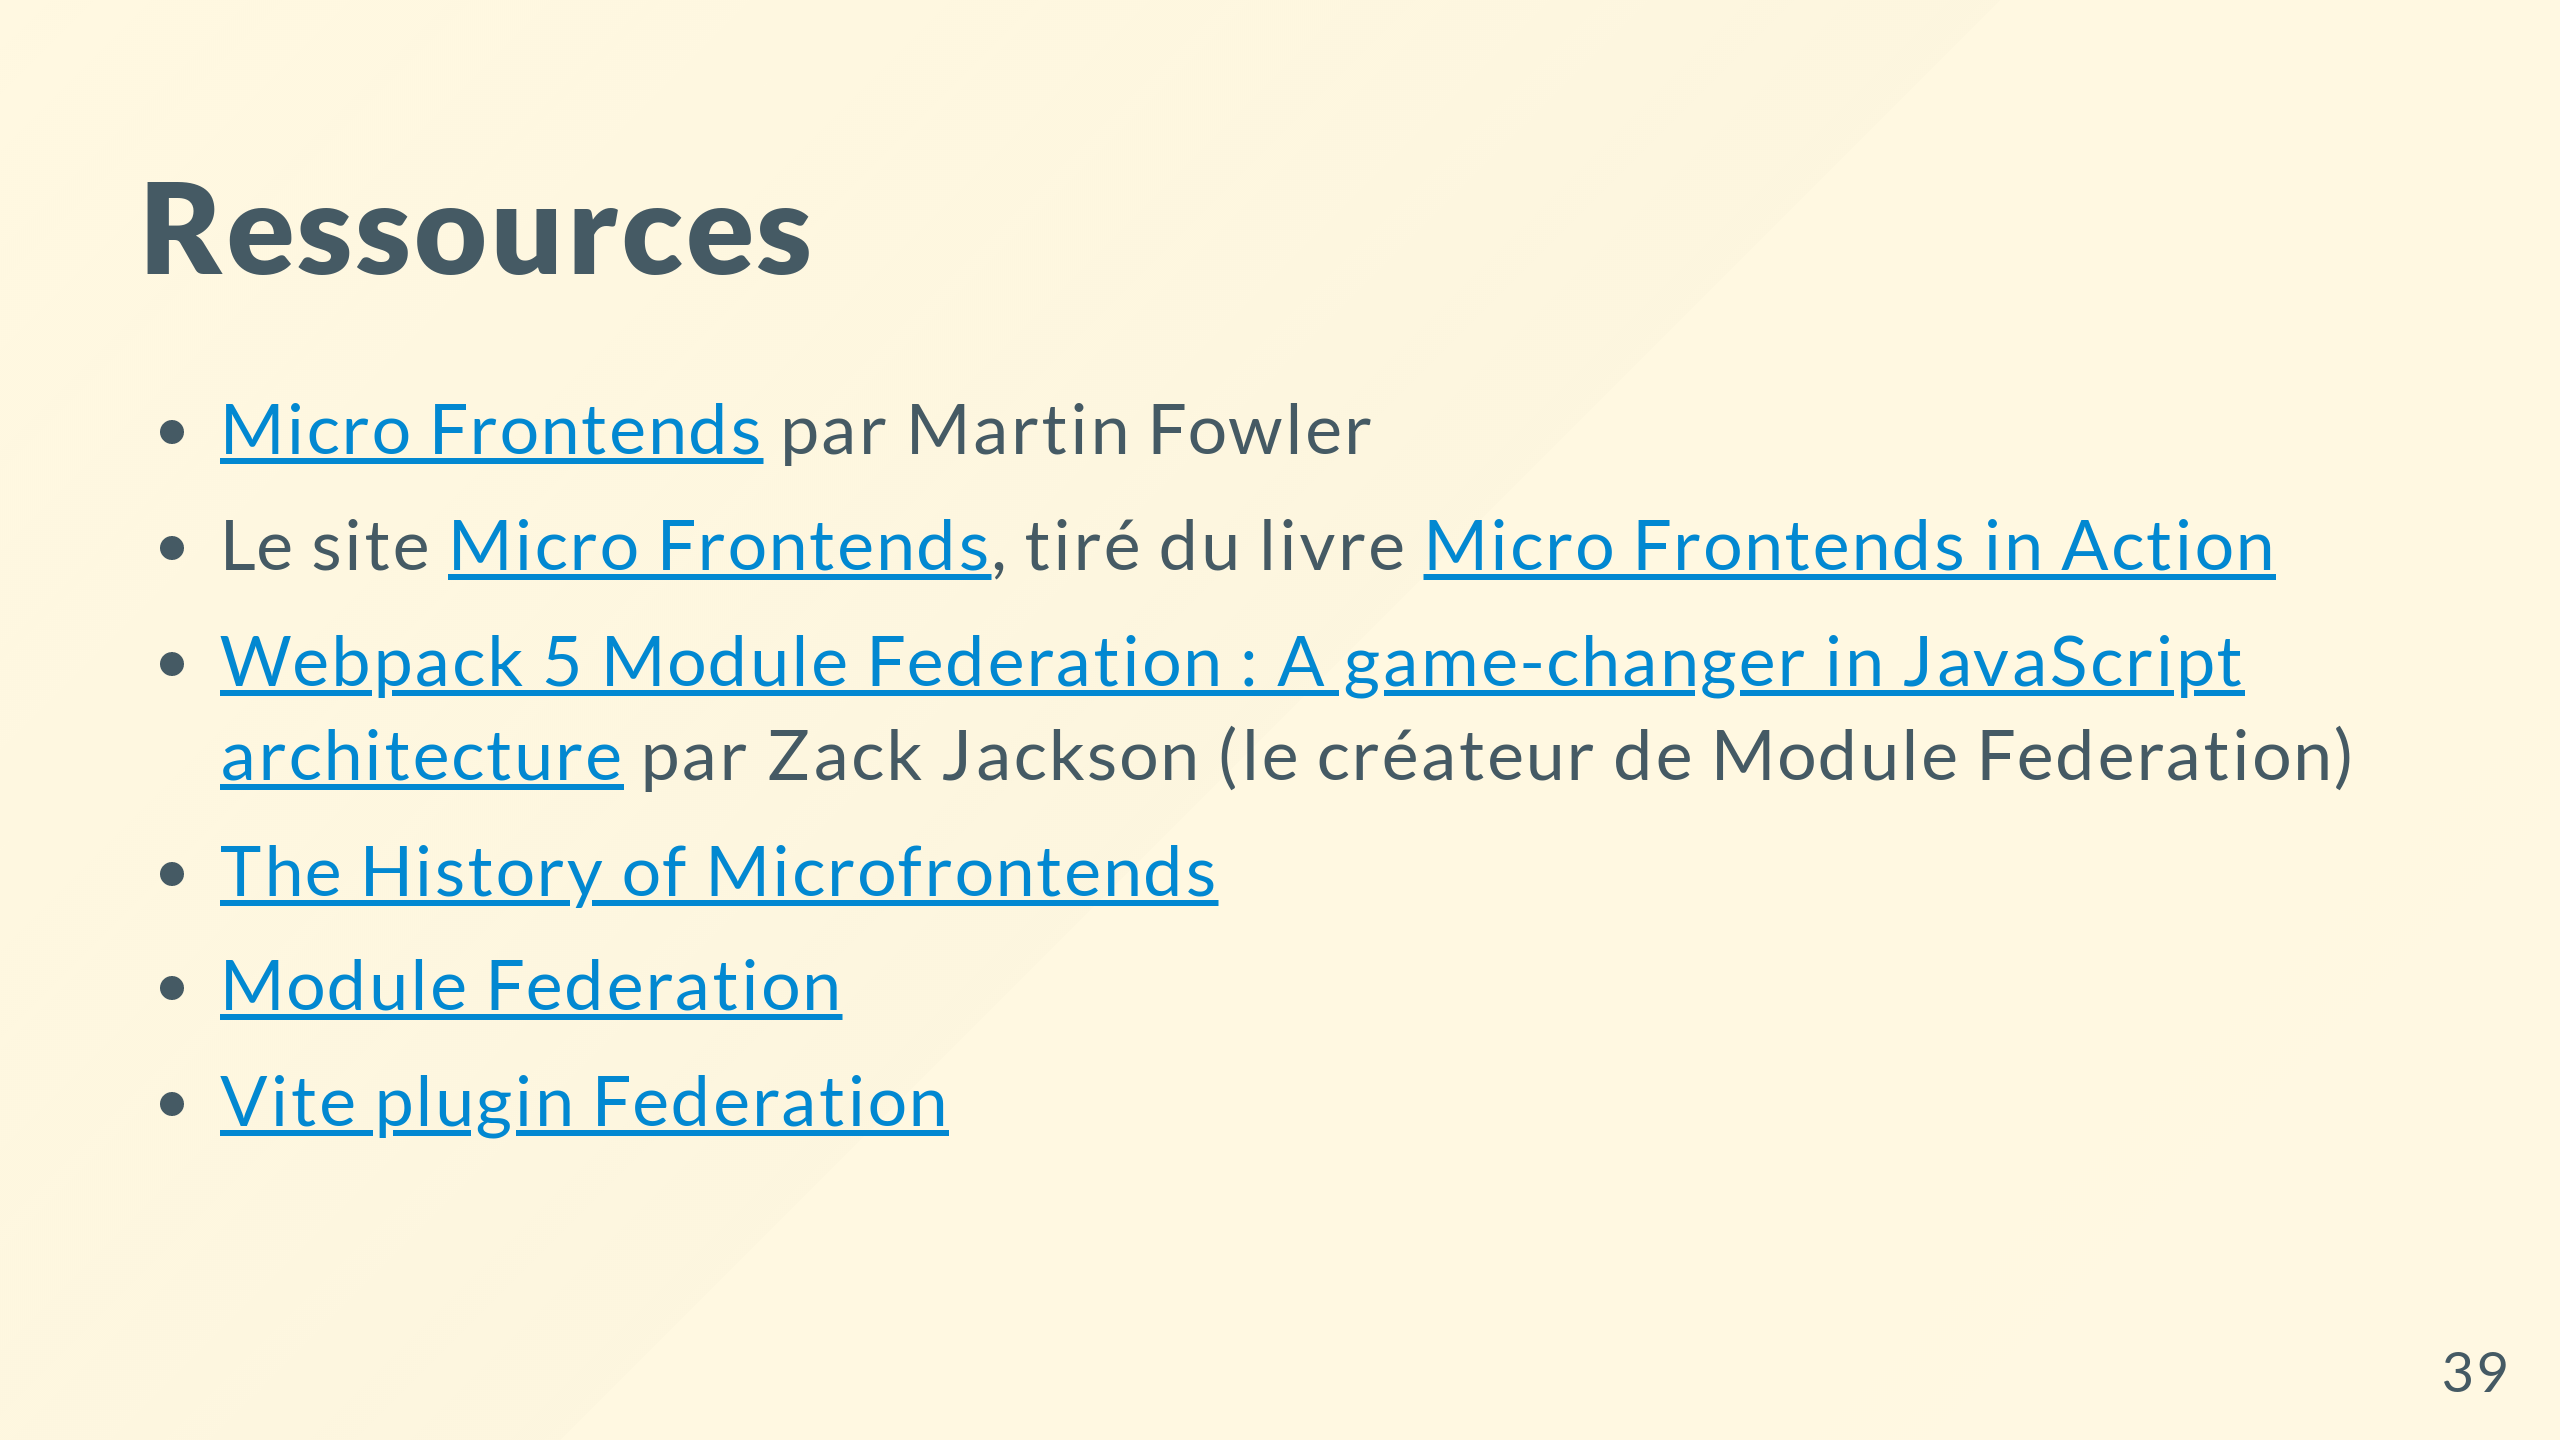 Ressources
• Micro Frontends par Martin Fowler
• Le site Micro Frontends, tiré du livre Micro Frontends in Action
• Webpack 5 Module Federation : A game-changer in JavaScript
architecture par Zack Jackson (le créateur de Module Federation)
• The History of Microfrontends
• Module Federation
• Vite plugin Federation
39